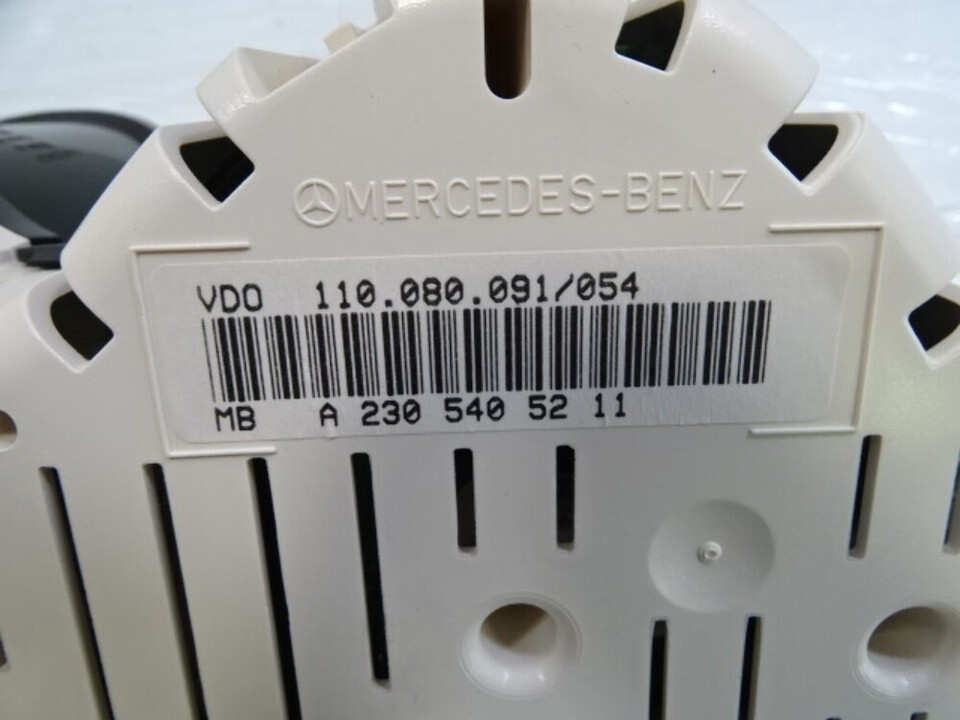 MERCEDES-BENZ
VDO 110.080.091/054
MB A 230 540 52 11